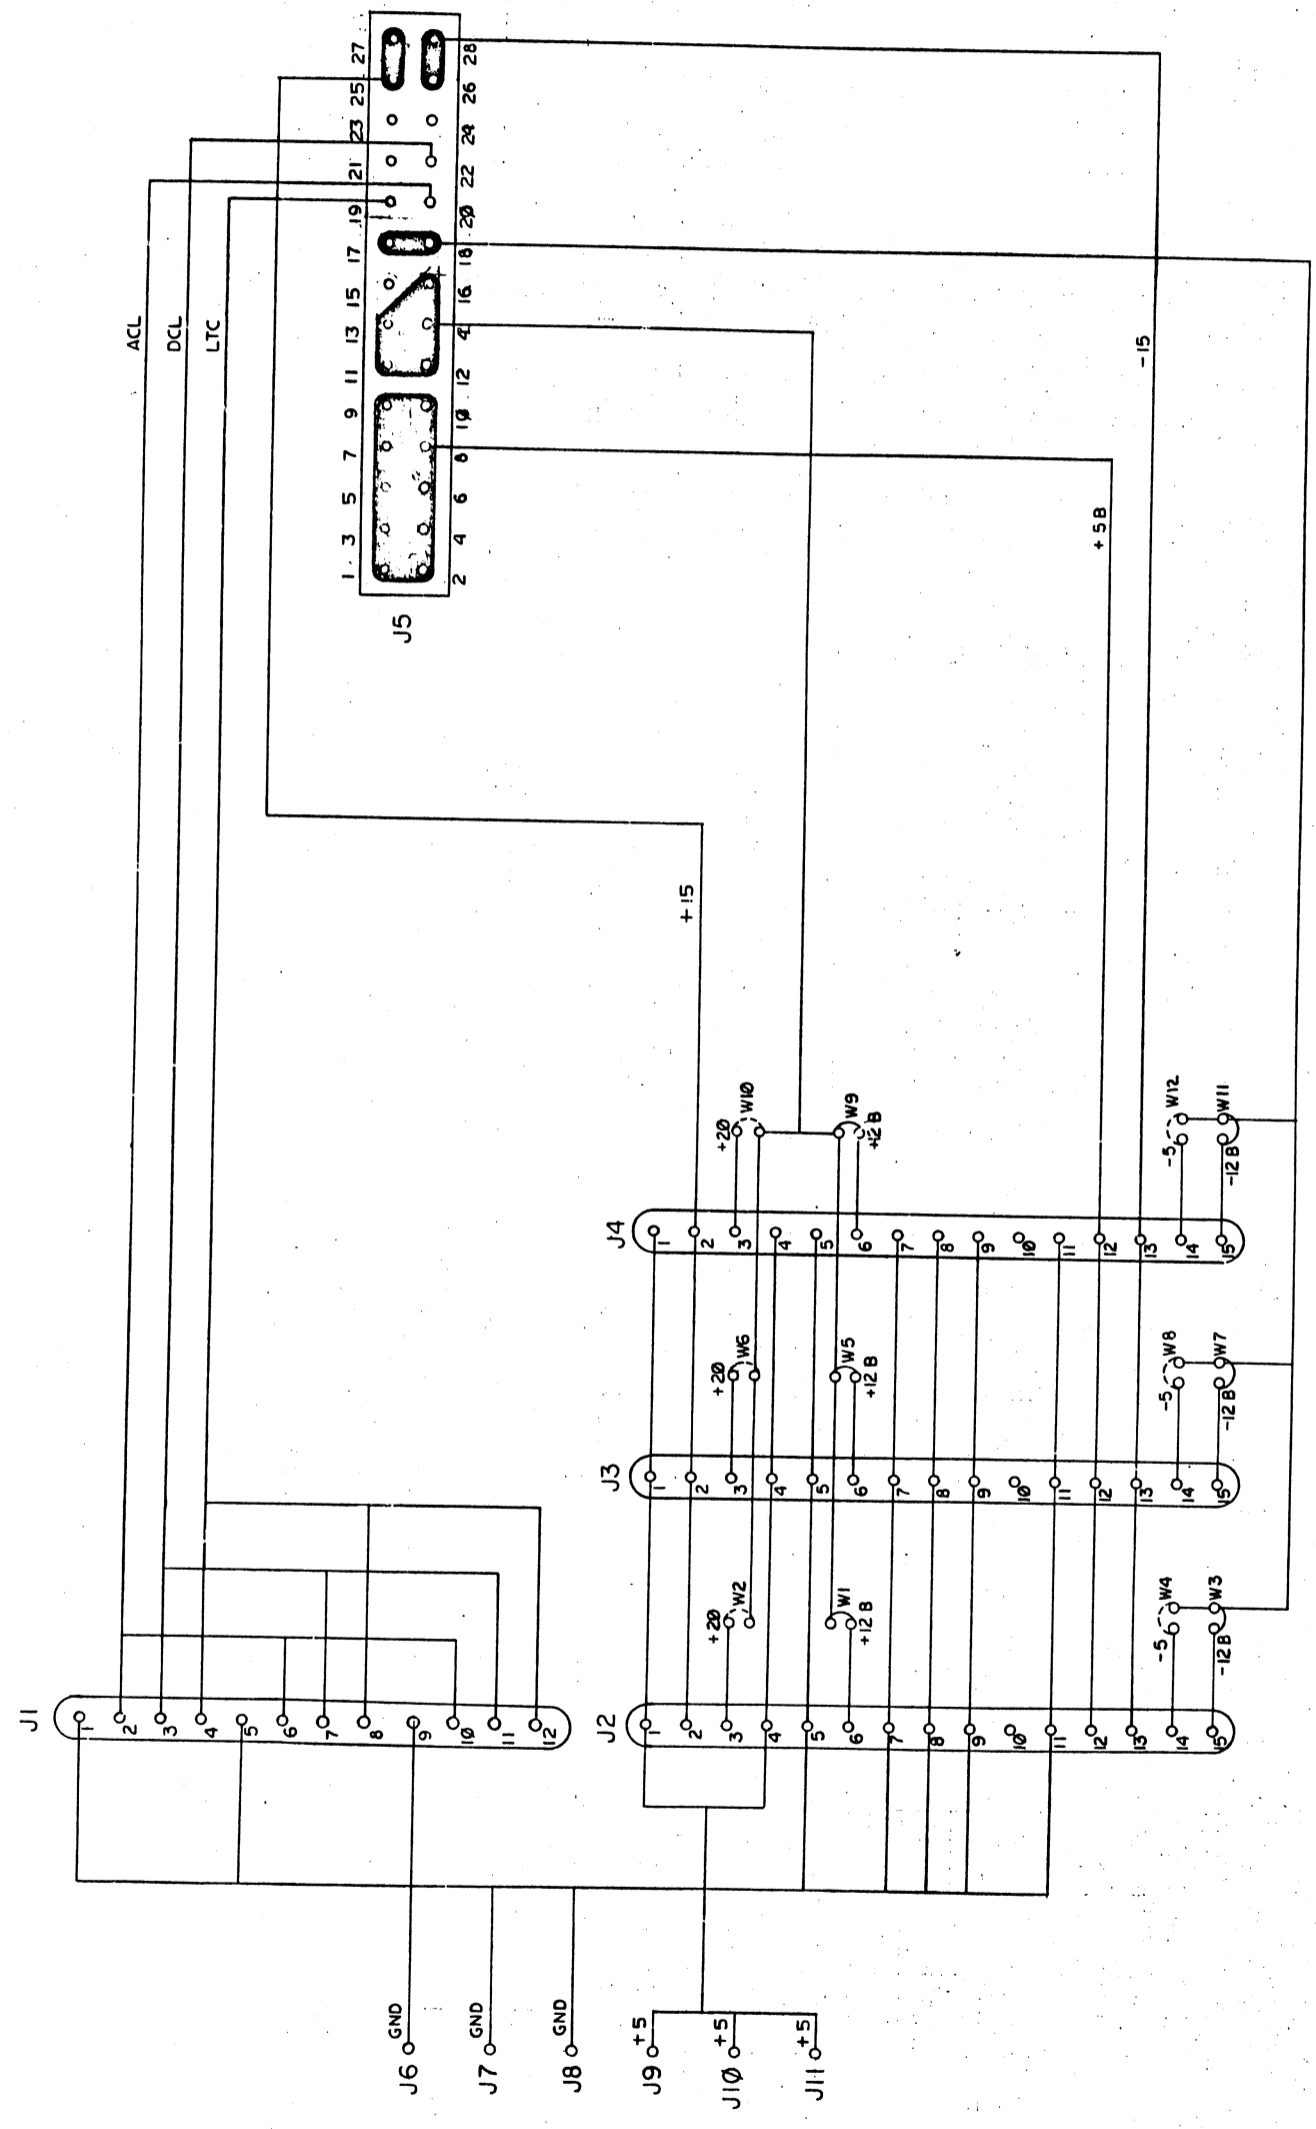 ACL
DCL
LTC
1 3 5 7 9 11 13 15 17 19 21 23 25 27
2 4 6 8 10 12 4 16 18 20 22 24 26 28
J5
+15
+5B
-15
J1
1 2 3 4 5 6 7 8 9 10 11 12
J4
1 2 3 4 5 6 7 8 9 10 11 12 13 14 15
+20 W10
W9 +12B
-5 W12
-12B W11
J3
1 2 3 4 5 6 7 8 9 10 11 12 13 14 15
+20 W6
W5 +12B
-5 W8
-12B W7
J2
1 2 3 4 5 6 7 8 9 10 11 12 13 14 15
+20 W2
W1 +12B
-5 W4
-12B W3
J6 GND
J7 GND
J8 GND
J9 +5
J10 +5
J11 +5